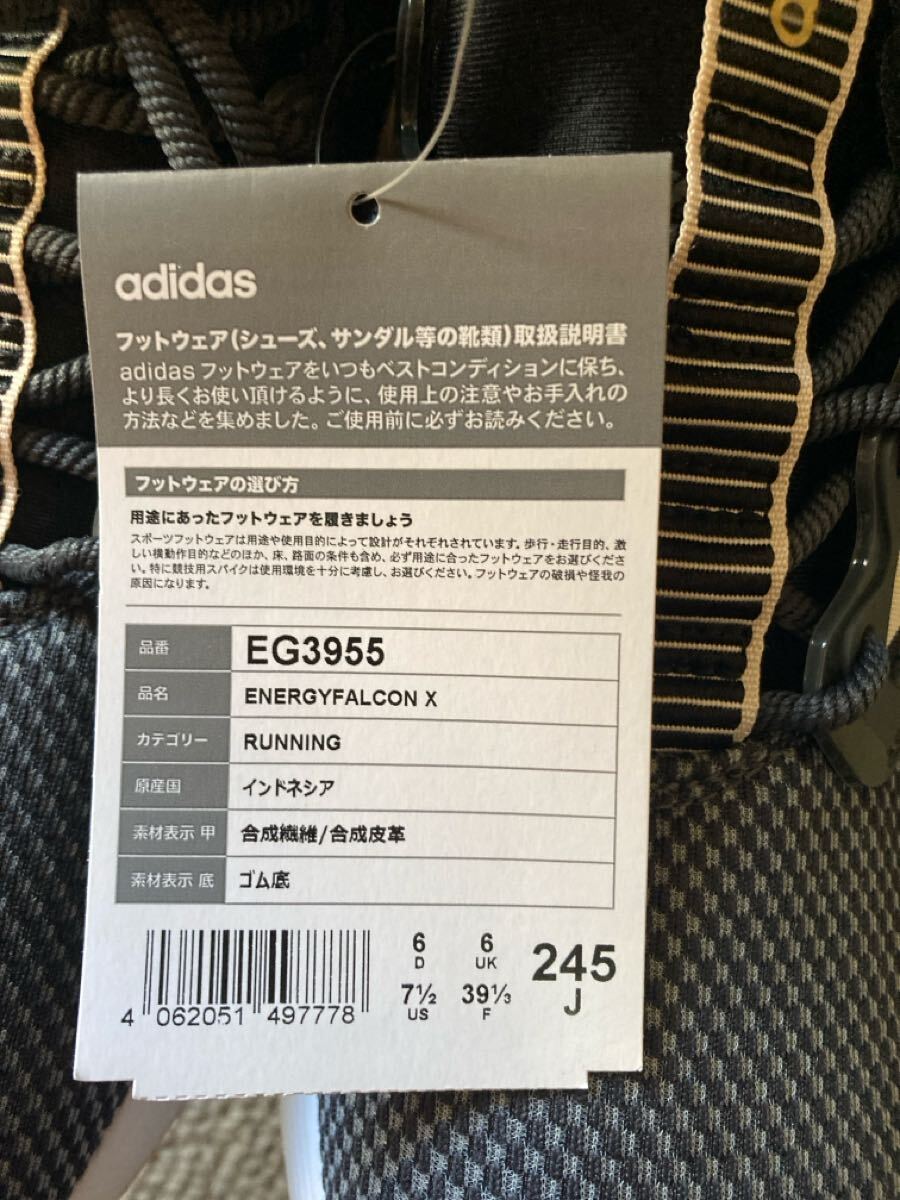 adidas
フットウェア(シューズ、サンダル等の靴類)取扱説明書
adidas フットウェアをいつもベストコンディションに保ち、
より長くお使い頂けるように、使用上の注意やお手入れの
方法などを集めました。ご使用前に必ずお読みください。
フットウェアの選び方
用途にあったフットウェアを履きましょう
スポーツフットウェアは用途や使用目的によって設計がそれぞれされています。歩行・走行目的、激
しい横動作目的などのほか、床、路面の条件も含め、必ず用途に合ったフットウェアをお選びくださ
い。特に競技用スパイクは使用環境を十分に考慮し、お選びください。フットウェアの破損や怪我の
原因になります。
品番 EG3955
品名 ENERGYFALCON X
カテゴリー RUNNING
原産国 インドネシア
素材表示 甲 合成繊維/合成皮革
素材表示 底 ゴム底
6 6 245
D UK J
7½ 39⅓
US F
4 062051 497778